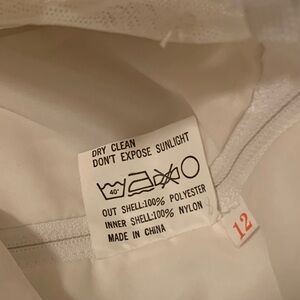 DRY CLEAN
DON'T EXPOSE SUNLIGHT
40°
OUT SHELL:100% POLYESTER
INNER SHELL:100% NYLON
MADE IN CHINA
12